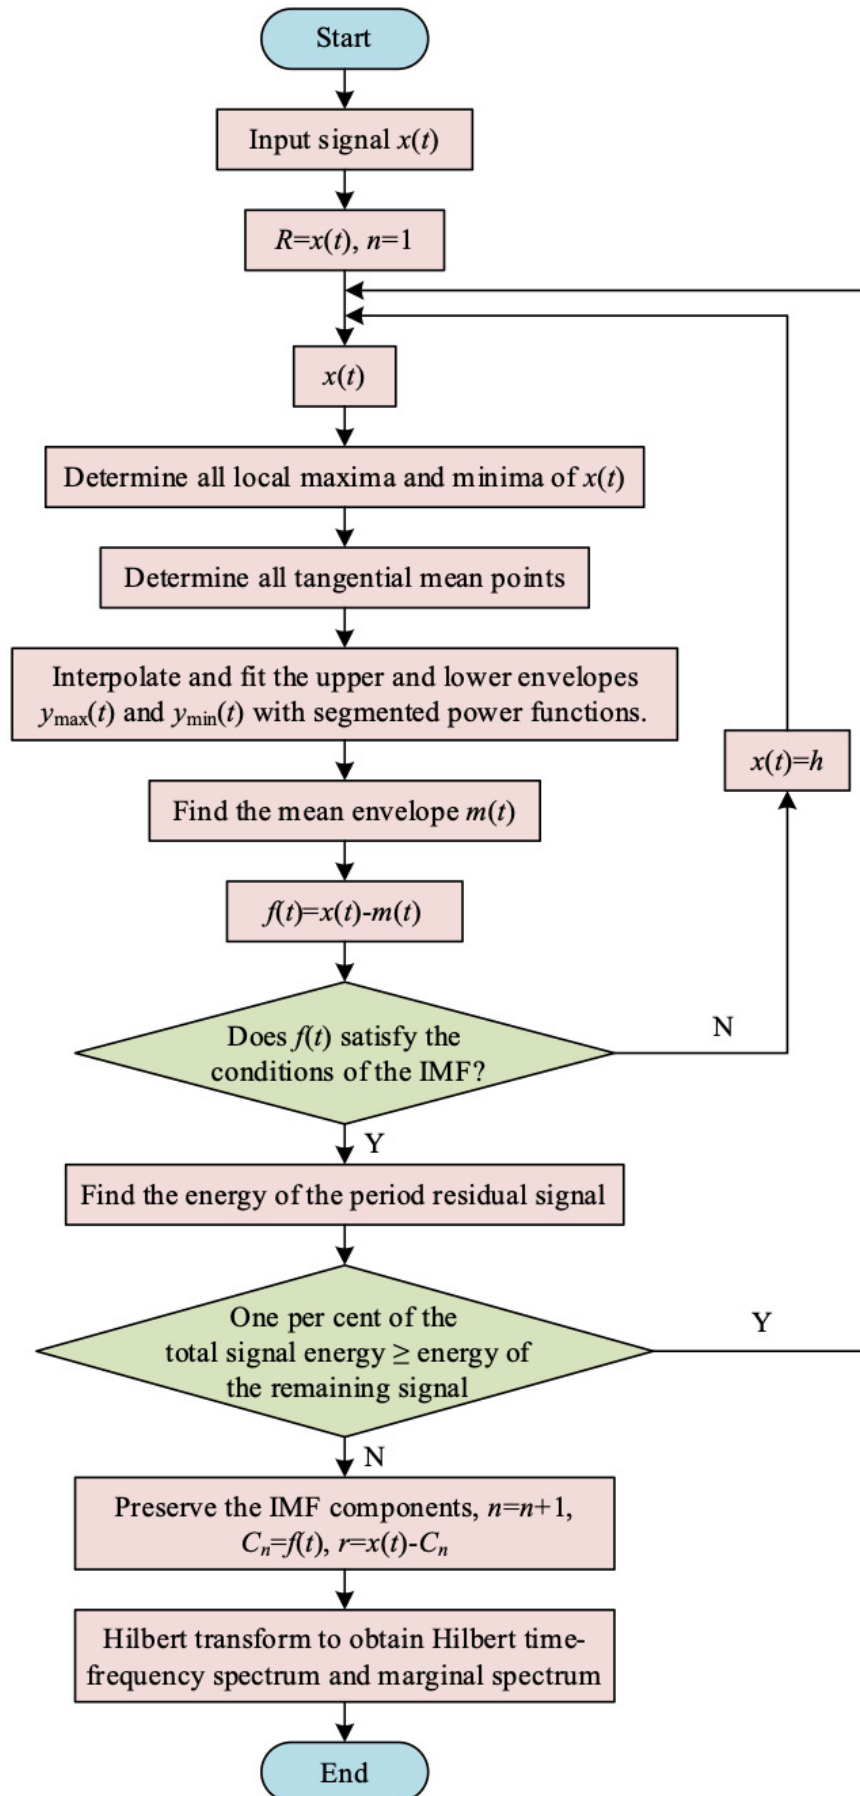 Start
Input signal x(t)
R=x(t), n=1
x(t)
Determine all local maxima and minima of x(t)
Determine all tangential mean points
Interpolate and fit the upper and lower envelopes
ymax(t) and ymin(t) with segmented power functions.
x(t)=h
Find the mean envelope m(t)
f(t)=x(t)-m(t)
Does f(t) satisfy the
conditions of the IMF?
N
Y
Find the energy of the period residual signal
One per cent of the
total signal energy ≥ energy of
the remaining signal
Y
N
Preserve the IMF components, n=n+1,
Cn=f(t), r=x(t)-Cn
Hilbert transform to obtain Hilbert time-
frequency spectrum and marginal spectrum
End